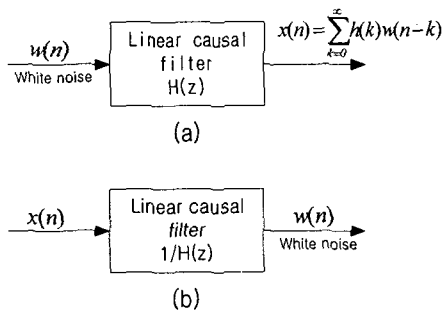 w(n)
White noise
Linear causal
filter
H(z)
x(n)=∑h(k)w(n-k)
∞
k=0
(a)
x(n)
Linear causal
filter
1/H(z)
w(n)
White noise
(b)